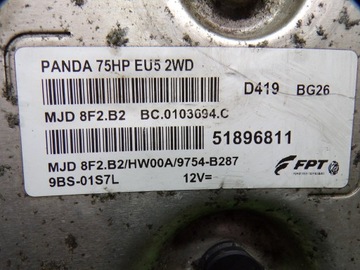 PANDA 75HP EU5 2WD
D419 BG26
MJD 8F2.B2 BC.0103694.C
51896811
MJD 8F2.B2/HW00A/9754-B287
9BS-01S7L 12V=
FPT